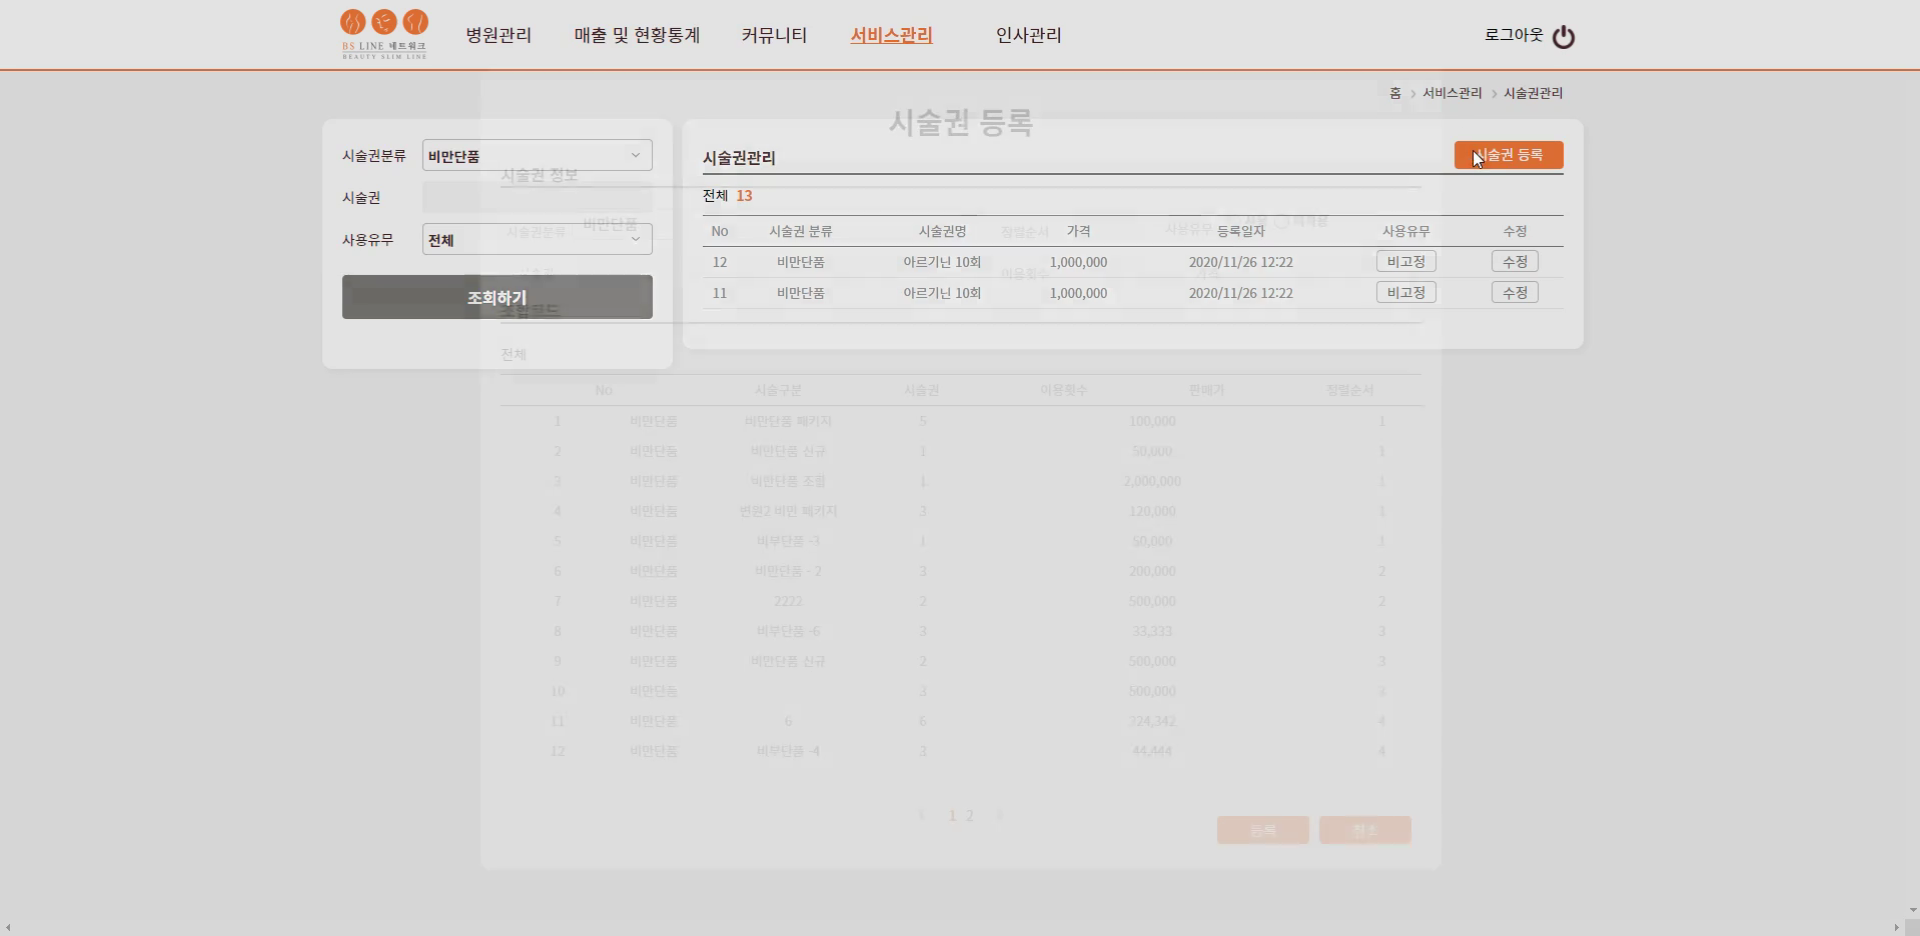 BS LINE 네트워크
BEAUTY SLIM LINE
병원관리 매출 및 현황통계 커뮤니티 서비스관리 인사관리 로그아웃
홈 > 서비스관리 > 시술권관리
시술권 등록
시술권분류 비만단품
시술권
사용유무 전체
조회하기
시술권관리 시술권 등록
전체 13
No 시술권 분류 시술권명 가격 등록일자 사용유무 수정
12 비만단품 아르기닌 10회 1,000,000 2020/11/26 12:22 비고정 수정
11 비만단품 아르기닌 10회 1,000,000 2020/11/26 12:22 비고정 수정
시술권 정보
시술권분류 비만단품 정렬순서 사용유무 사용 미사용
이용횟수 가격
조합코드
전체
No 시술구분 시술권 이용횟수 판매가 정렬순서
1 비만단품 비만단품 패키지 5 100,000 1
2 비만단품 비만단품 신규 1 50,000 1
3 비만단품 비만단품 조합 1 2,000,000 1
4 비만단품 변원2 비만 패키지 3 120,000 1
5 비만단품 비부단품 -3 1 60,000 1
6 비만단품 비만단품 - 2 3 200,000 2
7 비만단품 2222 2 500,000 2
8 비만단품 비부단품 -6 3 33,333 3
9 비만단품 비만단품 신규 2 500,000 3
10 비만단품 3 500,000 3
11 비만단품 6 6 324,342 4
12 비만단품 비부단품 -4 3 44,444 4
1 2
등록 취소